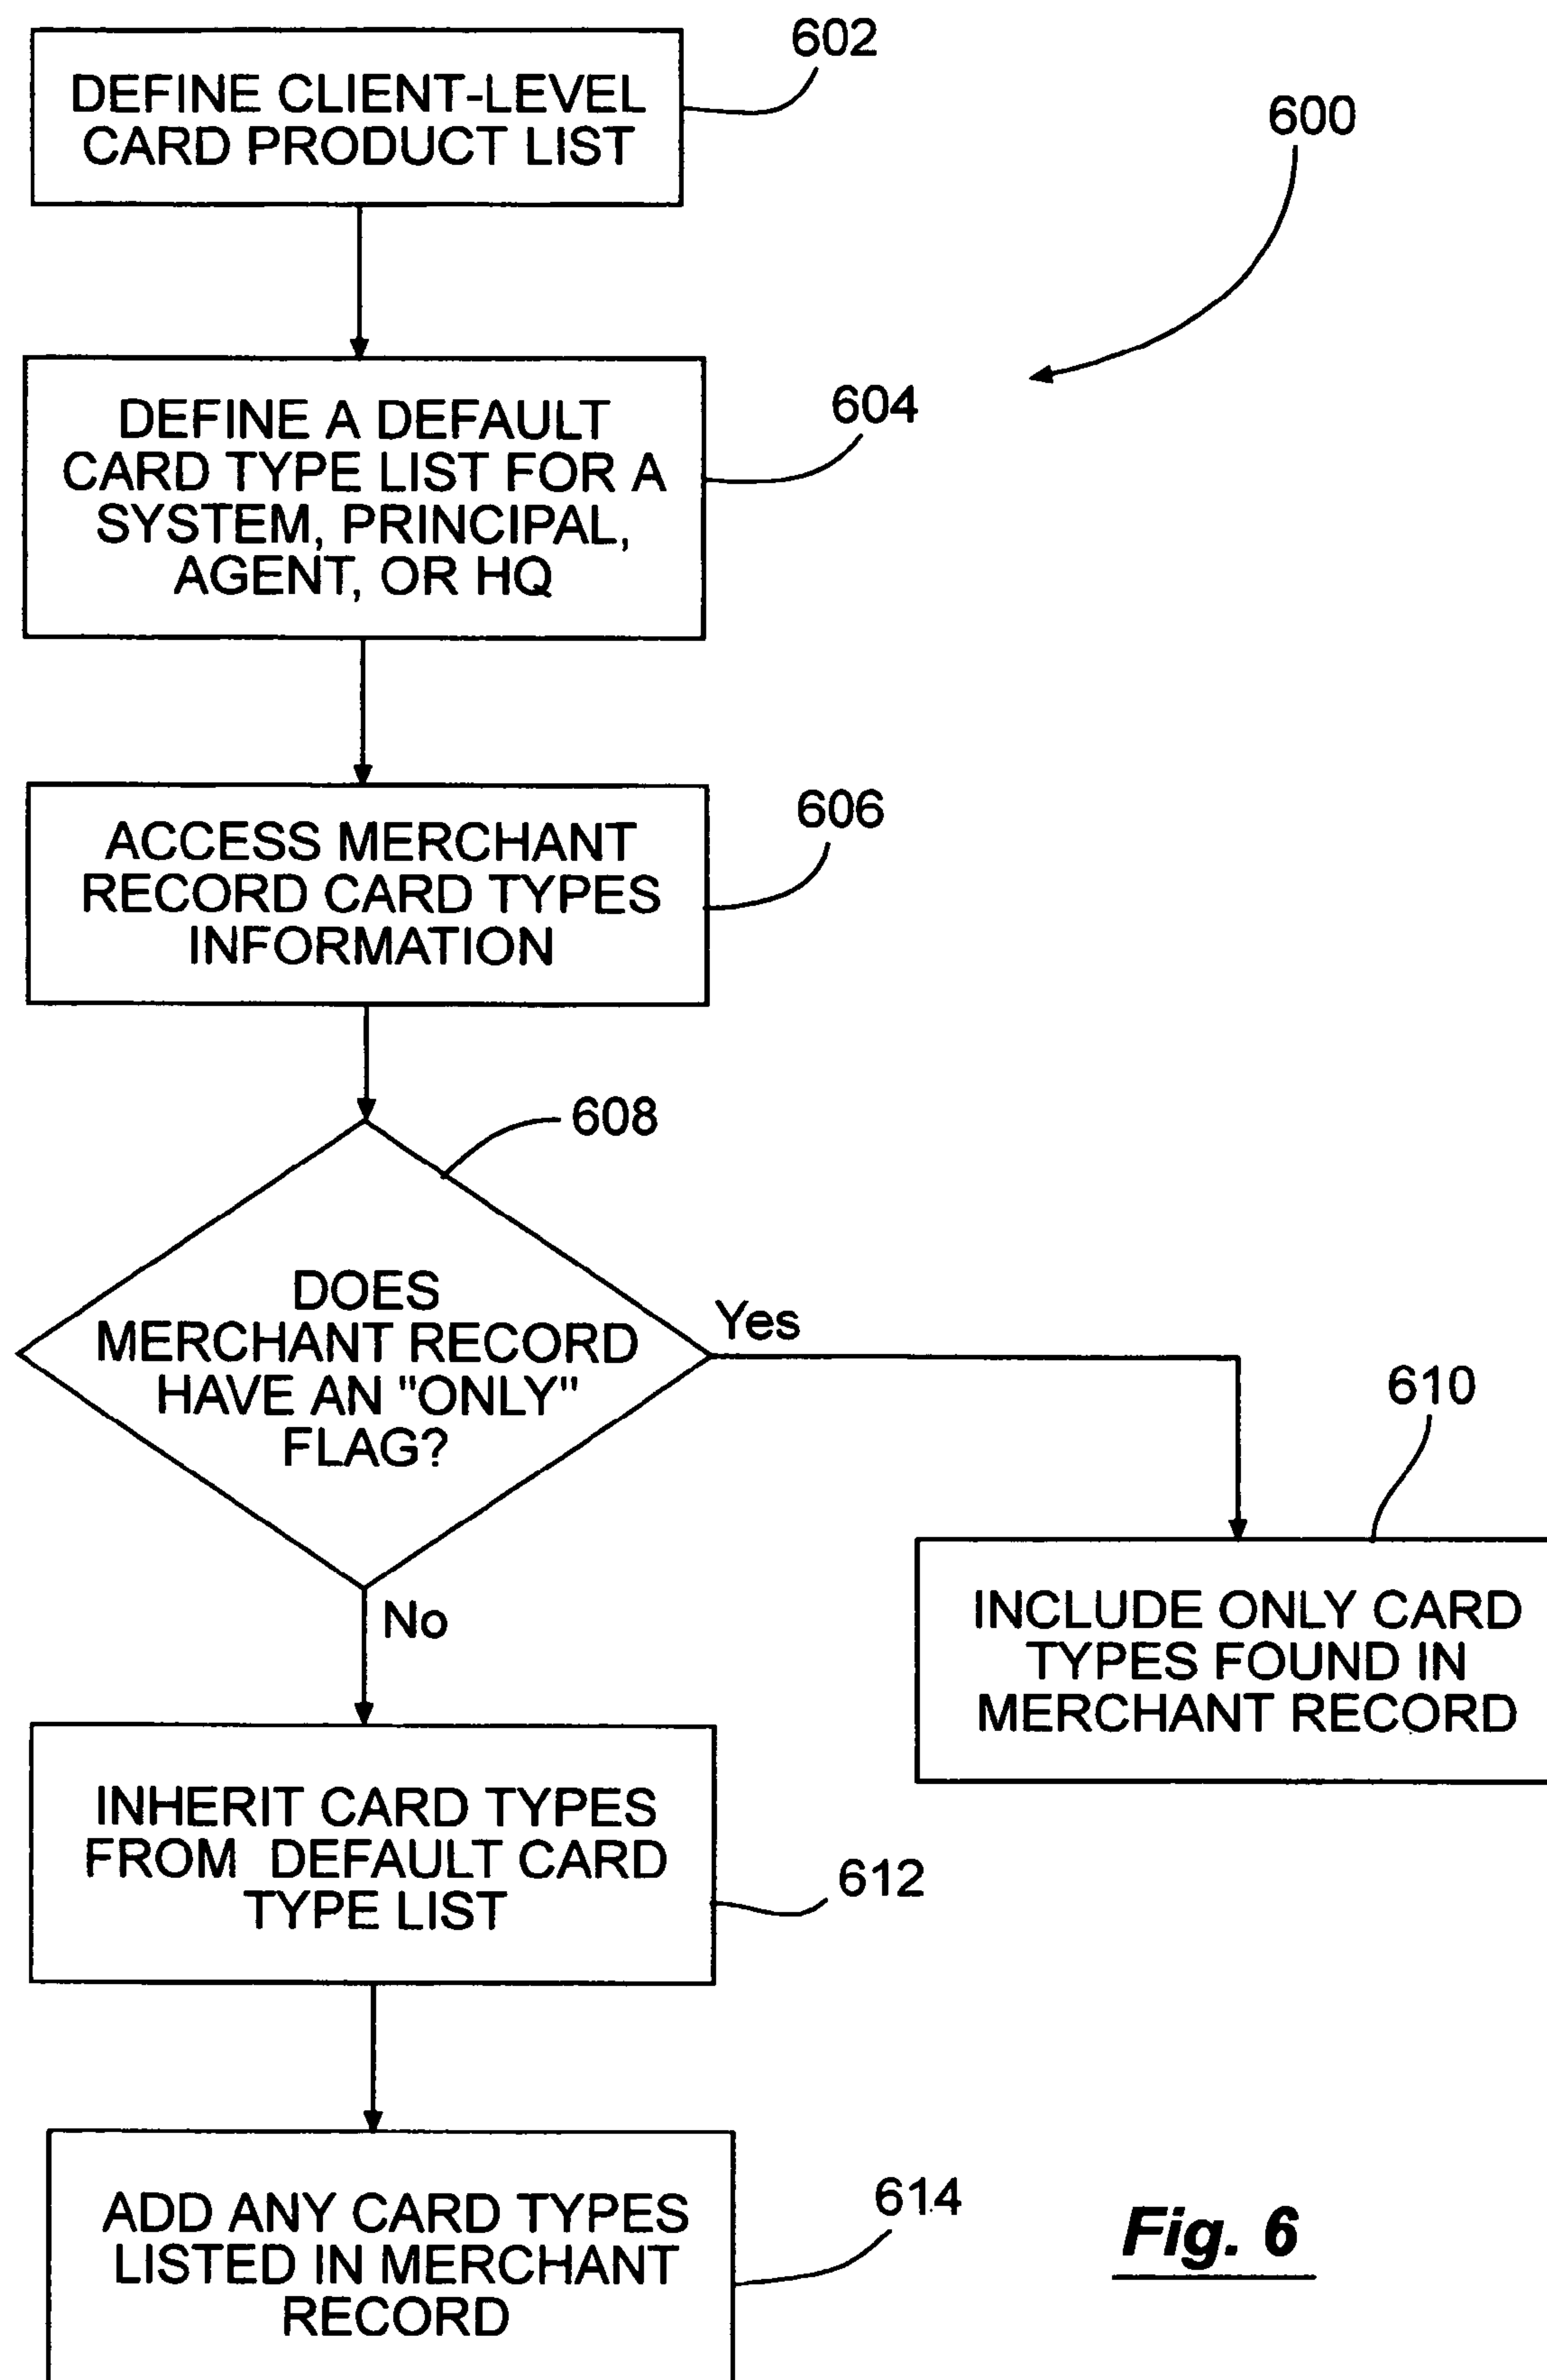 602
DEFINE CLIENT-LEVEL
CARD PRODUCT LIST
600
604
DEFINE A DEFAULT
CARD TYPE LIST FOR A
SYSTEM, PRINCIPAL,
AGENT, OR HQ
606
ACCESS MERCHANT
RECORD CARD TYPES
INFORMATION
608
DOES
MERCHANT RECORD
HAVE AN "ONLY"
FLAG?
Yes
610
No
INCLUDE ONLY CARD
TYPES FOUND IN
MERCHANT RECORD
INHERIT CARD TYPES
FROM DEFAULT CARD
TYPE LIST
612
614
ADD ANY CARD TYPES
LISTED IN MERCHANT
RECORD
Fig. 6